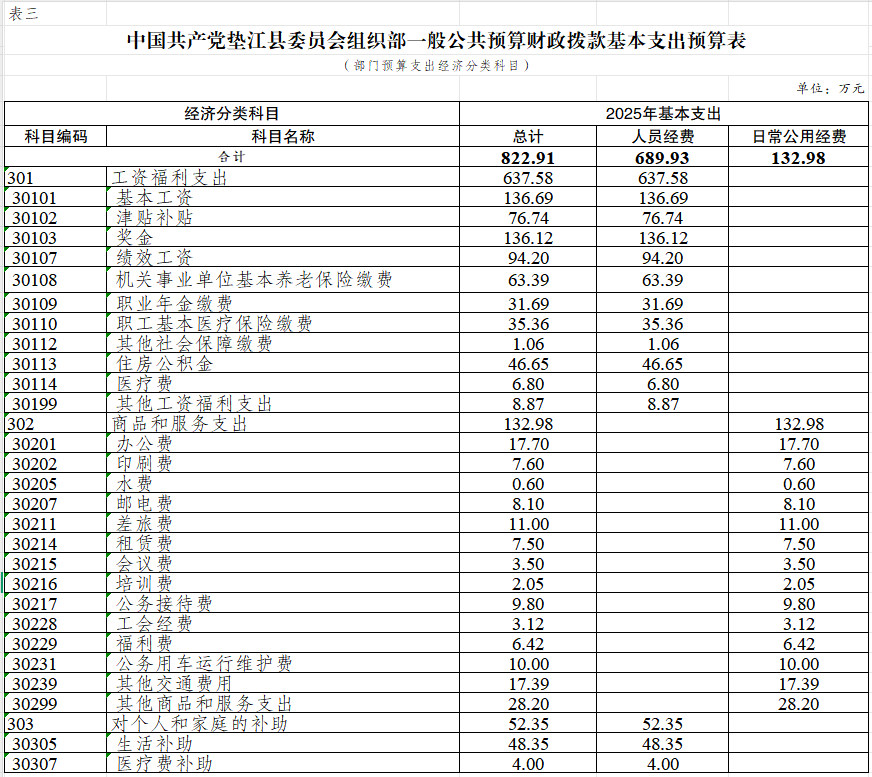 表三
中国共产党垫江县委员会组织部一般公共预算财政拨款基本支出预算表
（部门预算支出经济分类科目）
单位：万元
经济分类科目 2025年基本支出
科目编码 科目名称 总计 人员经费 日常公用经费
合计 822.91 689.93 132.98
301 工资福利支出 637.58 637.58
30101 基本工资 136.69 136.69
30102 津贴补贴 76.74 76.74
30103 奖金 136.12 136.12
30107 绩效工资 94.20 94.20
30108 机关事业单位基本养老保险缴费 63.39 63.39
30109 职业年金缴费 31.69 31.69
30110 职工基本医疗保险缴费 35.36 35.36
30112 其他社会保障缴费 1.06 1.06
30113 住房公积金 46.65 46.65
30114 医疗费 6.80 6.80
30199 其他工资福利支出 8.87 8.87
302 商品和服务支出 132.98 132.98
30201 办公费 17.70 17.70
30202 印刷费 7.60 7.60
30205 水费 0.60 0.60
30207 邮电费 8.10 8.10
30211 差旅费 11.00 11.00
30214 租赁费 7.50 7.50
30215 会议费 3.50 3.50
30216 培训费 2.05 2.05
30217 公务接待费 9.80 9.80
30228 工会经费 3.12 3.12
30229 福利费 6.42 6.42
30231 公务用车运行维护费 10.00 10.00
30239 其他交通费用 17.39 17.39
30299 其他商品和服务支出 28.20 28.20
303 对个人和家庭的补助 52.35 52.35
30305 生活补助 48.35 48.35
30307 医疗费补助 4.00 4.00